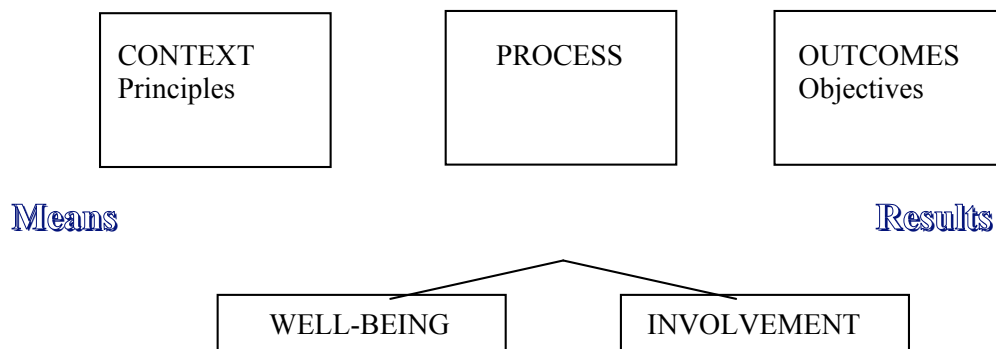 CONTEXT
Principles
PROCESS
OUTCOMES
Objectives
Means
Results
WELL-BEING
INVOLVEMENT